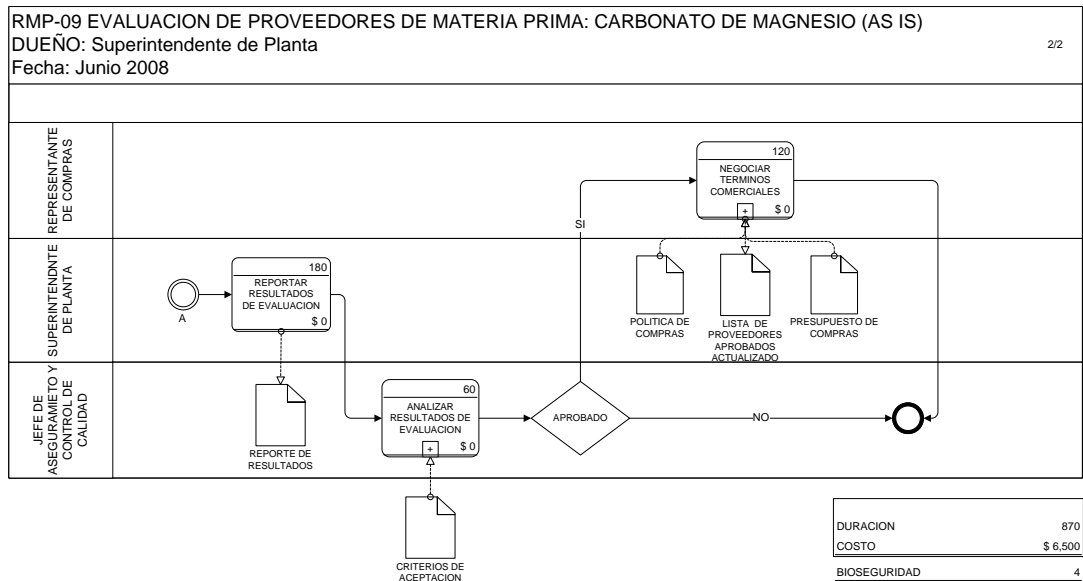 RMP-09 EVALUACION DE PROVEEDORES DE MATERIA PRIMA: CARBONATO DE MAGNESIO (AS IS)
DUEÑO: Superintendente de Planta
2/2
Fecha: Junio 2008
REPRESENTANTE
DE COMPRAS
120
NEGOCIAR
TERMINOS
COMERCIALES
+
$ 0
SI
SUPERINTENDNTE
DE PLANTA
A
180
REPORTAR
RESULTADOS
DE EVALUACION
$ 0
POLITICA DE
COMPRAS
LISTA DE
PROVEEDORES
APROBADOS
ACTUALIZADO
PRESUPUESTO DE
COMPRAS
JEFE DE
ASEGURAMIETO Y
CONTROL DE
CALIDAD
REPORTE DE
RESULTADOS
60
ANALIZAR
RESULTADOS DE
EVALUACION
+
$ 0
APROBADO
NO
CRITERIOS DE
ACEPTACION
DURACION 870
COSTO $ 6,500
BIOSEGURIDAD 4